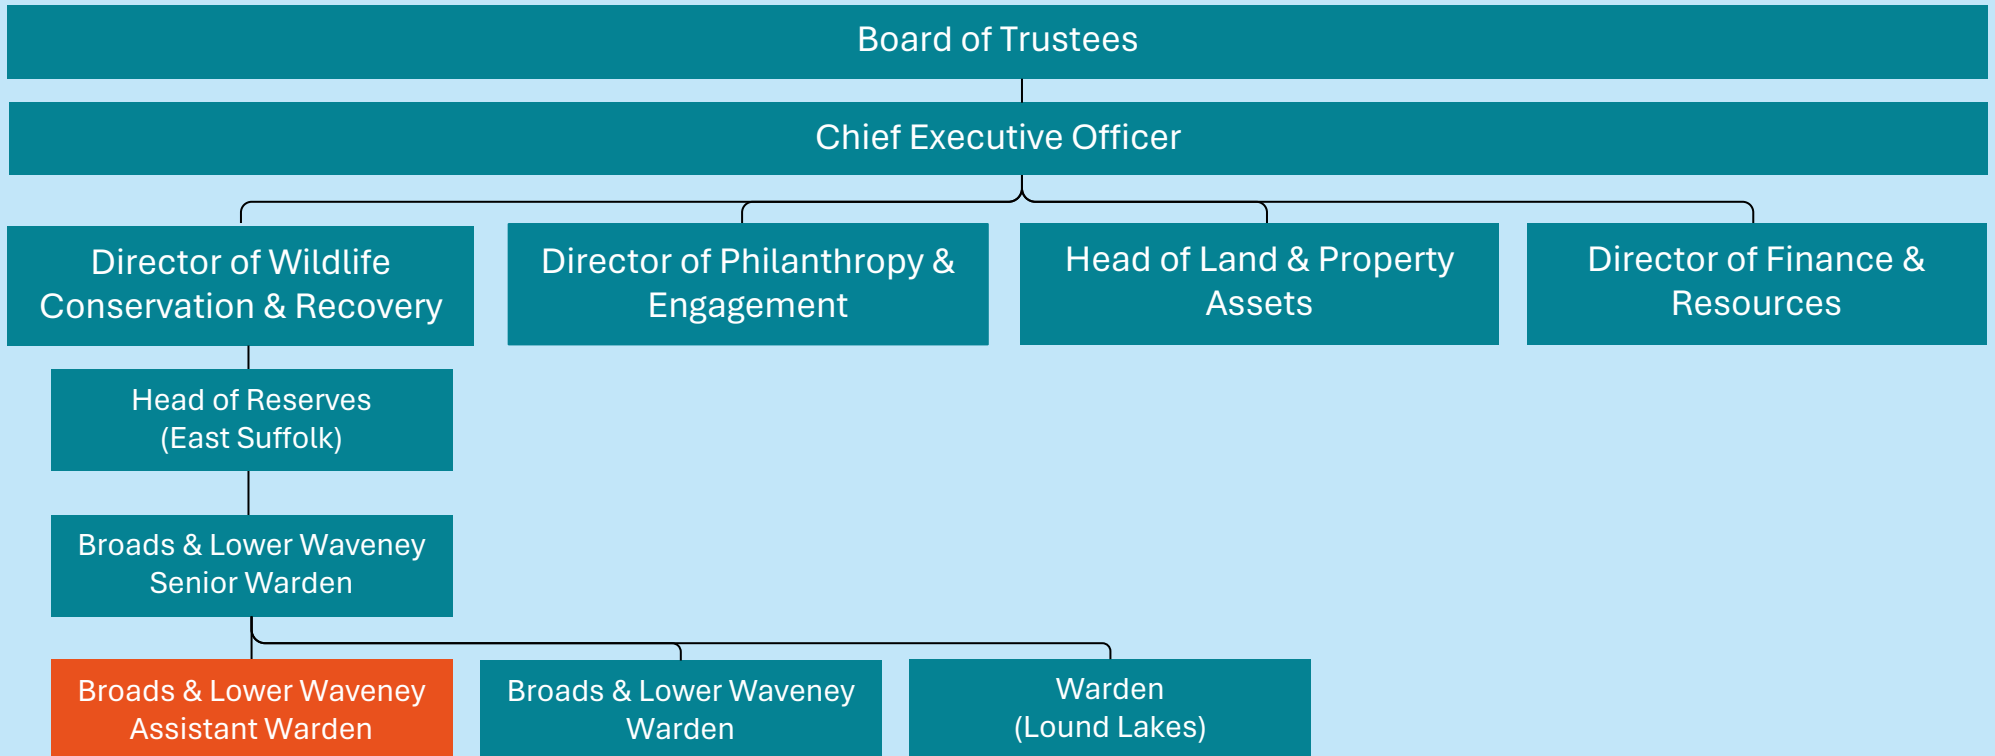 Board of Trustees
Chief Executive Officer
Director of Wildlife
Conservation & Recovery
Director of Philanthropy &
Engagement
Head of Land & Property
Assets
Director of Finance &
Resources
Head of Reserves
(East Suffolk)
Broads & Lower Waveney
Senior Warden
Broads & Lower Waveney
Assistant Warden
Broads & Lower Waveney
Warden
Warden
(Lound Lakes)